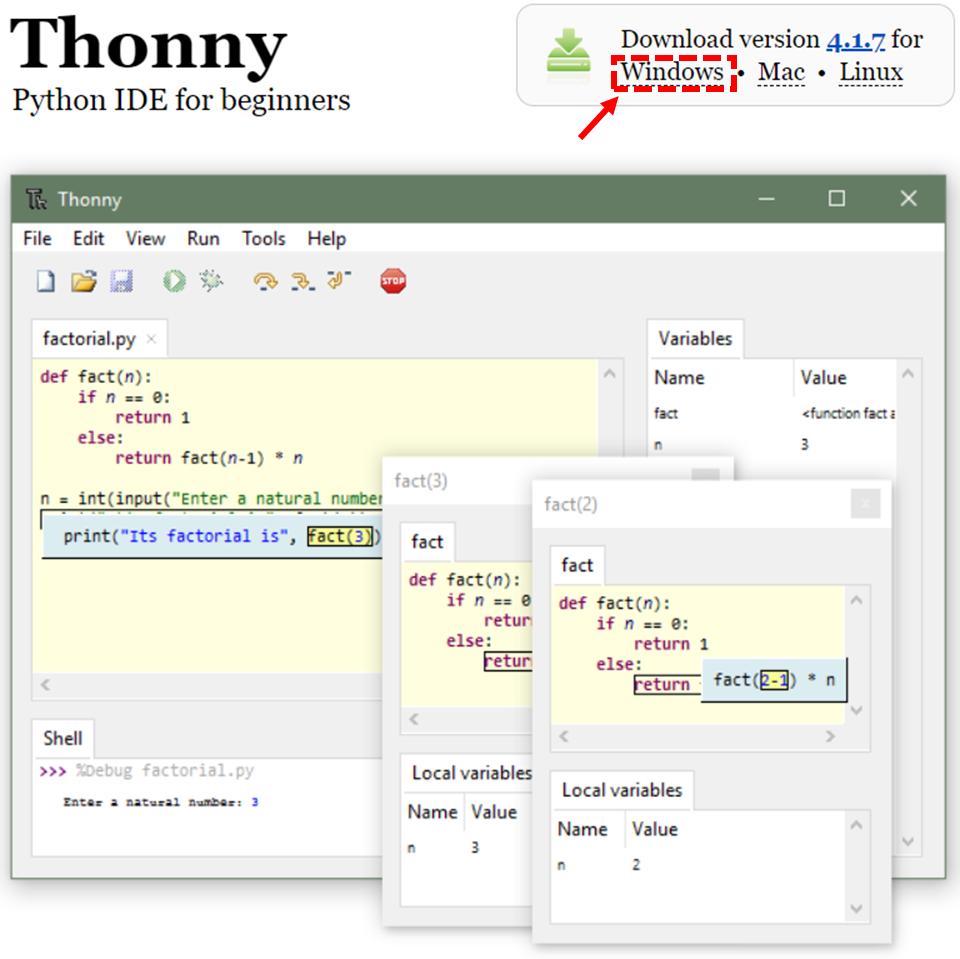 Thonny
Python IDE for beginners
Download version 4.1.7 for
Windows • Mac • Linux
Th Thonny
File Edit View Run Tools Help
STOP
factorial.py ×
def fact(n):
    if n == 0:
        return 1
    else:
        return fact(n-1) * n
n = int(input("Enter a natural number
print("Its factorial is", fact(3))
Variables
Name Value
fact <function fact a
n 3
Shell
>>> %Debug factorial.py
Enter a natural number: 3
fact(3)
fact
def fact(n):
    if n == 0
        retur
    else:
        retur
Local variables
Name Value
n 3
fact(2)
fact
def fact(n):
    if n == 0:
        return 1
    else:
        return fact(2-1) * n
Local variables
Name Value
n 2